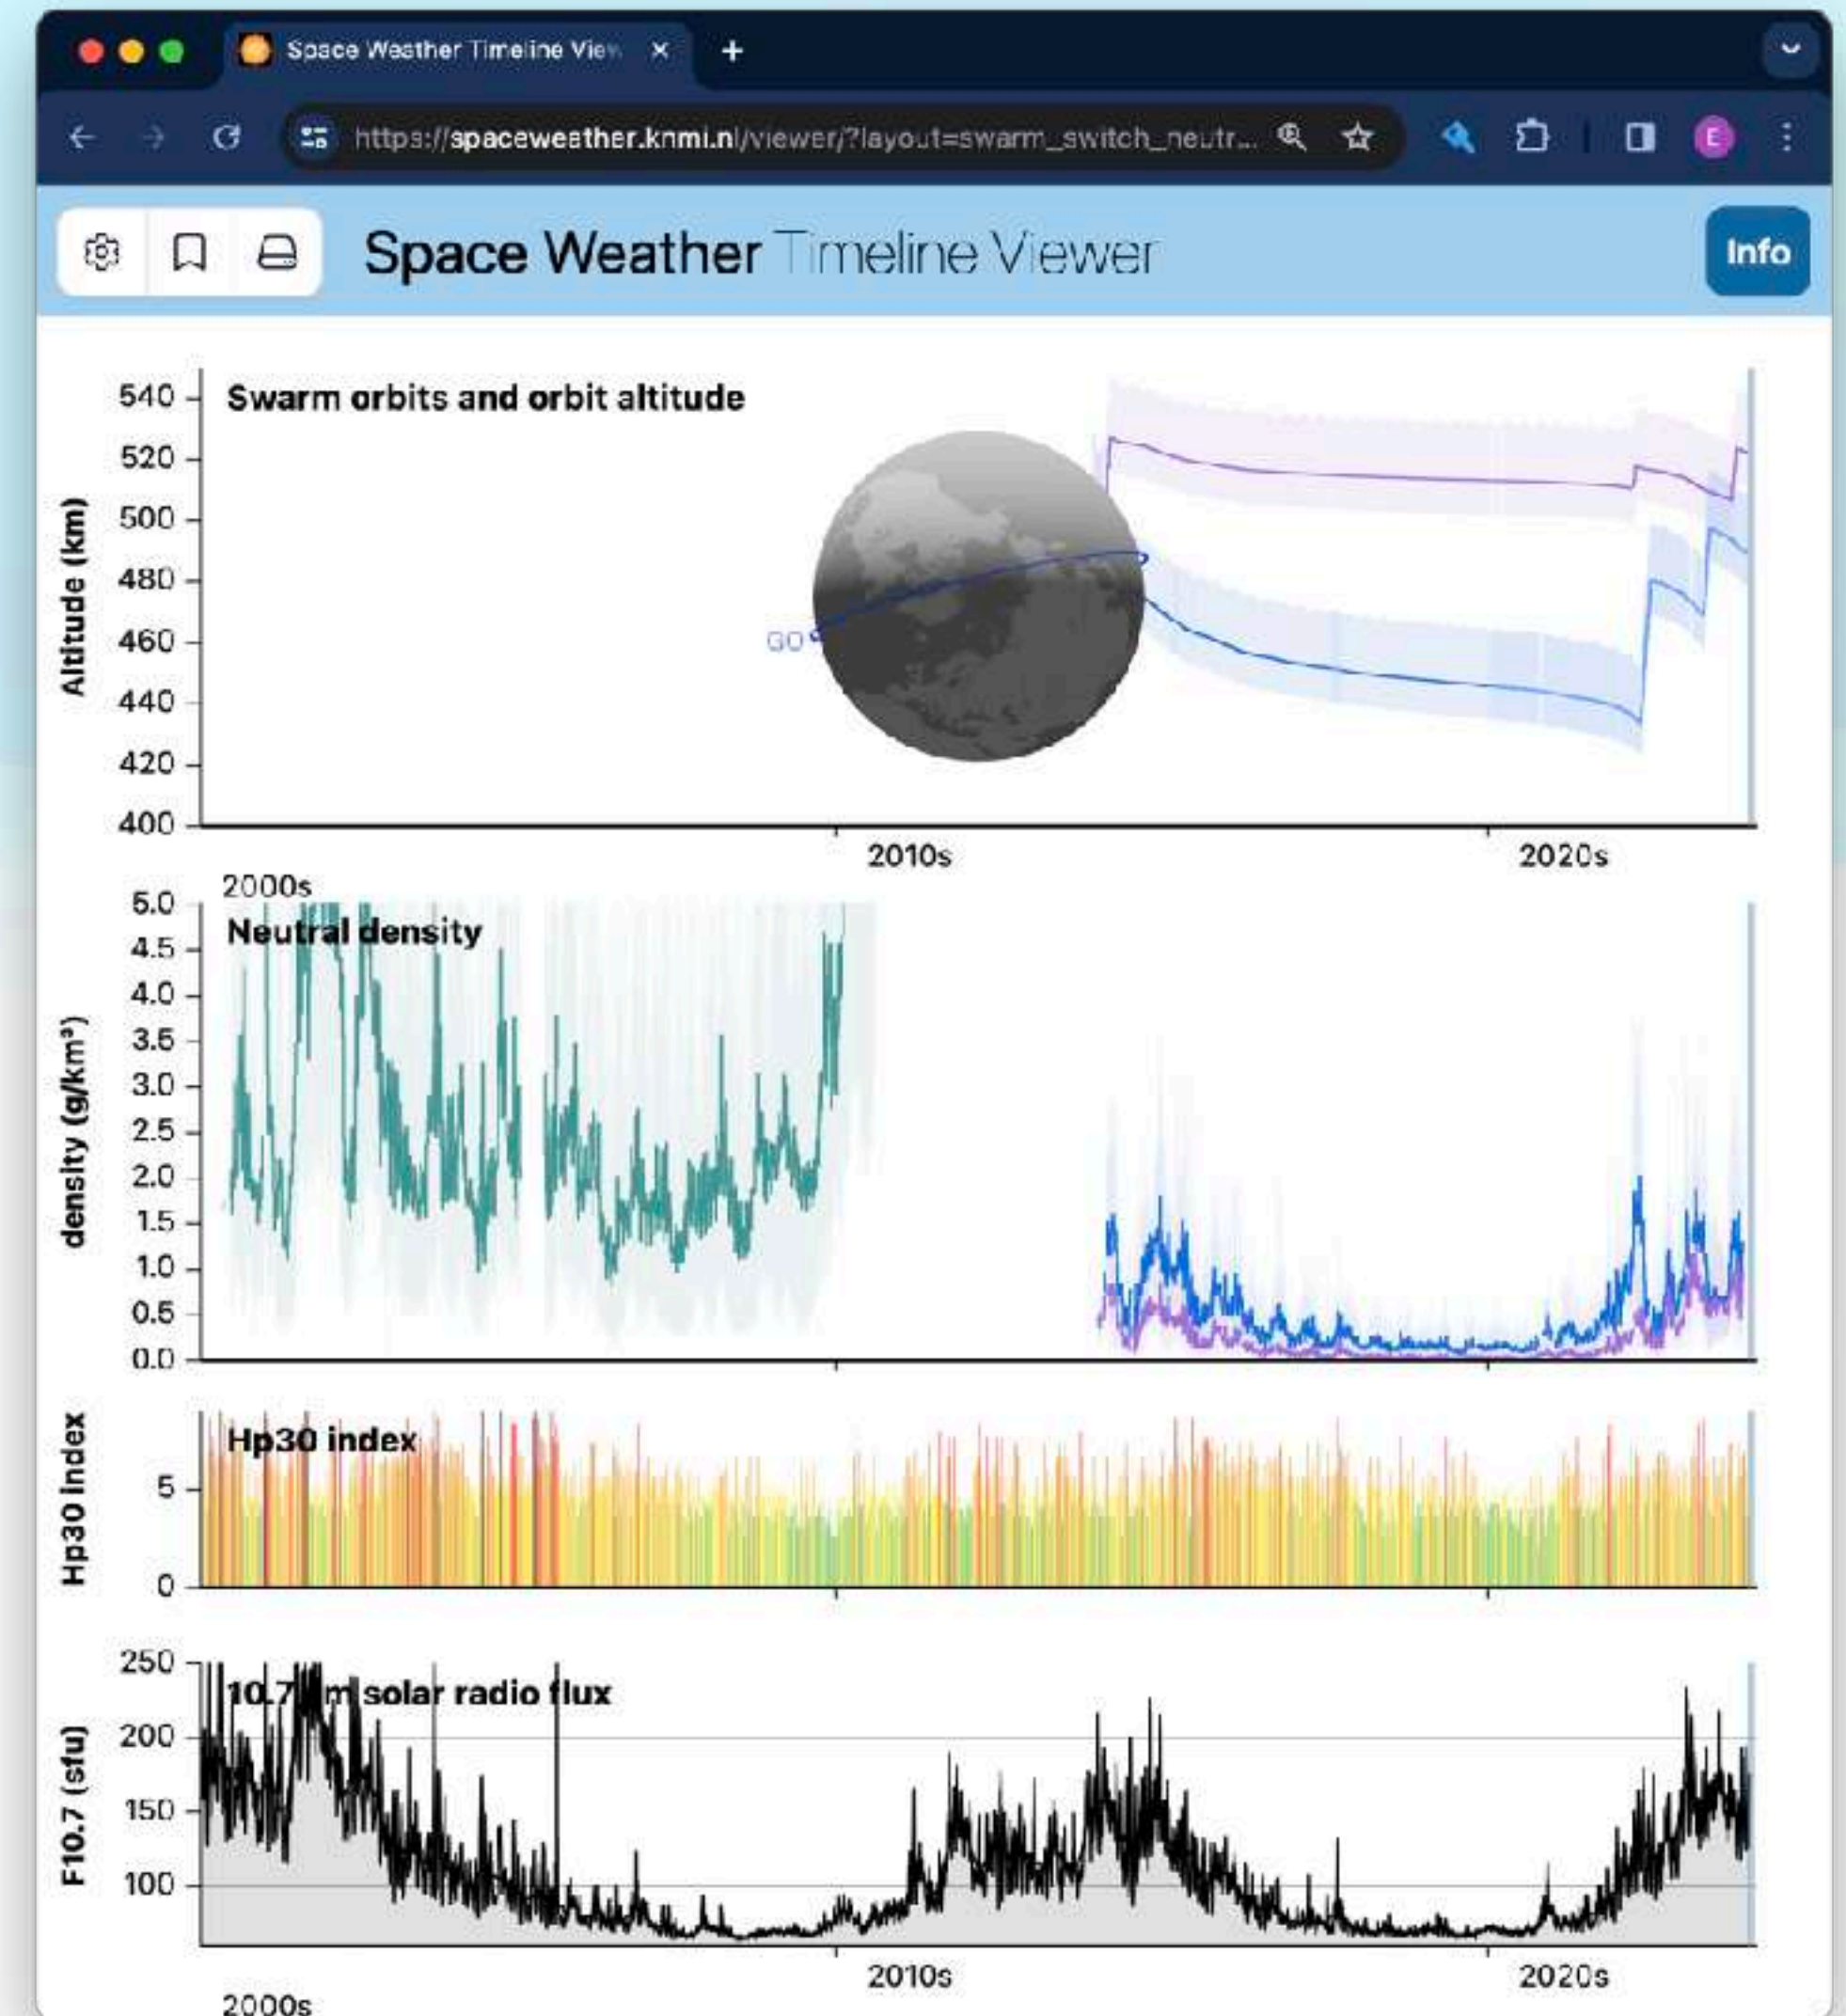 Space Weather Timeline View
https://spaceweather.knmi.nl/viewer/?layout=swarm_switch_neutr...
E
Space Weather Timeline Viewer
Info
Swarm orbits and orbit altitude
Altitude (km)
540
520
500
480
460
440
420
400
GO
2010s
2020s
2000s
Neutral density
density (g/km³)
5.0
4.5
4.0
3.5
3.0
2.5
2.0
1.5
1.0
0.5
0.0
Hp30 index
Hp30 index
5
0
10.7 m solar radio flux
F10.7 (sfu)
250
200
150
100
2010s
2020s
2000s